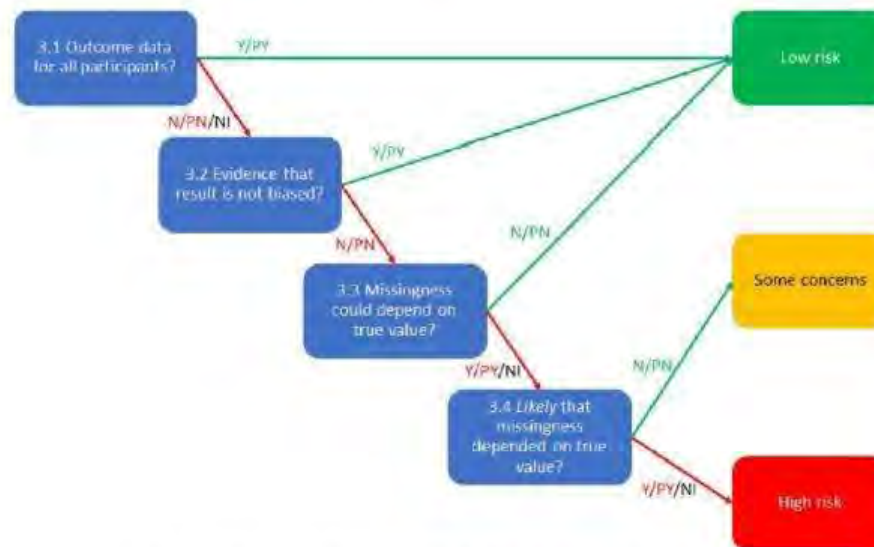 3.1 Outcome data
for all participants?
Y/PY
Low risk
N/PN/NI
3.2 Evidence that
result is not biased?
Y/PY
N/PN
3.3 Missingness
could depend on
true value?
N/PN
Some concerns
Y/PY/NI
3.4 Likely that
missingness
depended on true
value?
N/PN
Y/PY/NI
High risk